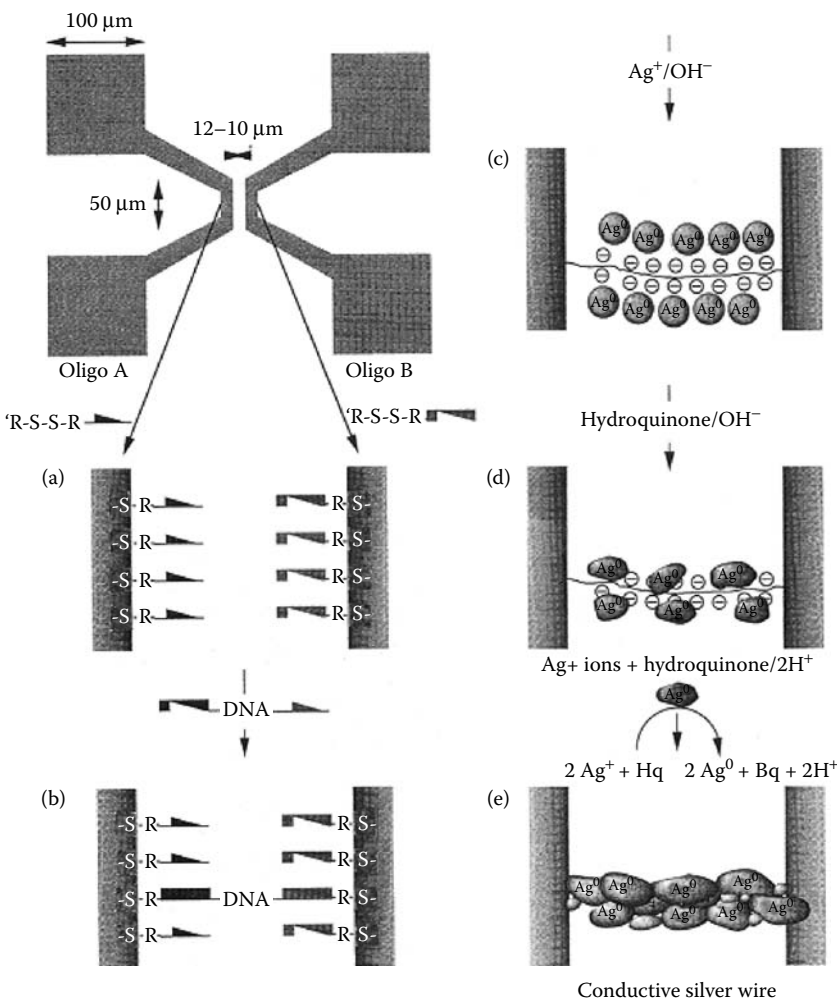 100 μm
12–10 μm
50 μm
Oligo A
Oligo B
‘R-S-S-R
‘R-S-S-R
(a)
-S R
R S-
-S R
R S-
-S R
R S-
-S R
R S-
DNA
(b)
-S R
R S-
-S R
R S-
-S R DNA R S-
-S R
R S-
Ag⁺/OH⁻
(c)
Ag⁰ Ag⁰ Ag⁰ Ag⁰ Ag⁰
Ag⁰ Ag⁰ Ag⁰ Ag⁰ Ag⁰
Hydroquinone/OH⁻
(d)
Ag⁰ Ag⁰ Ag⁰
Ag⁰ Ag⁰ Ag⁰
Ag+ ions + hydroquinone/2H⁺
Ag⁰
2 Ag⁺ + Hq 2 Ag⁰ + Bq + 2H⁺
(e)
Ag⁰ Ag⁰ Ag⁰ Ag⁰
Ag⁰ Ag⁰ Ag⁰ Ag⁰
Conductive silver wire